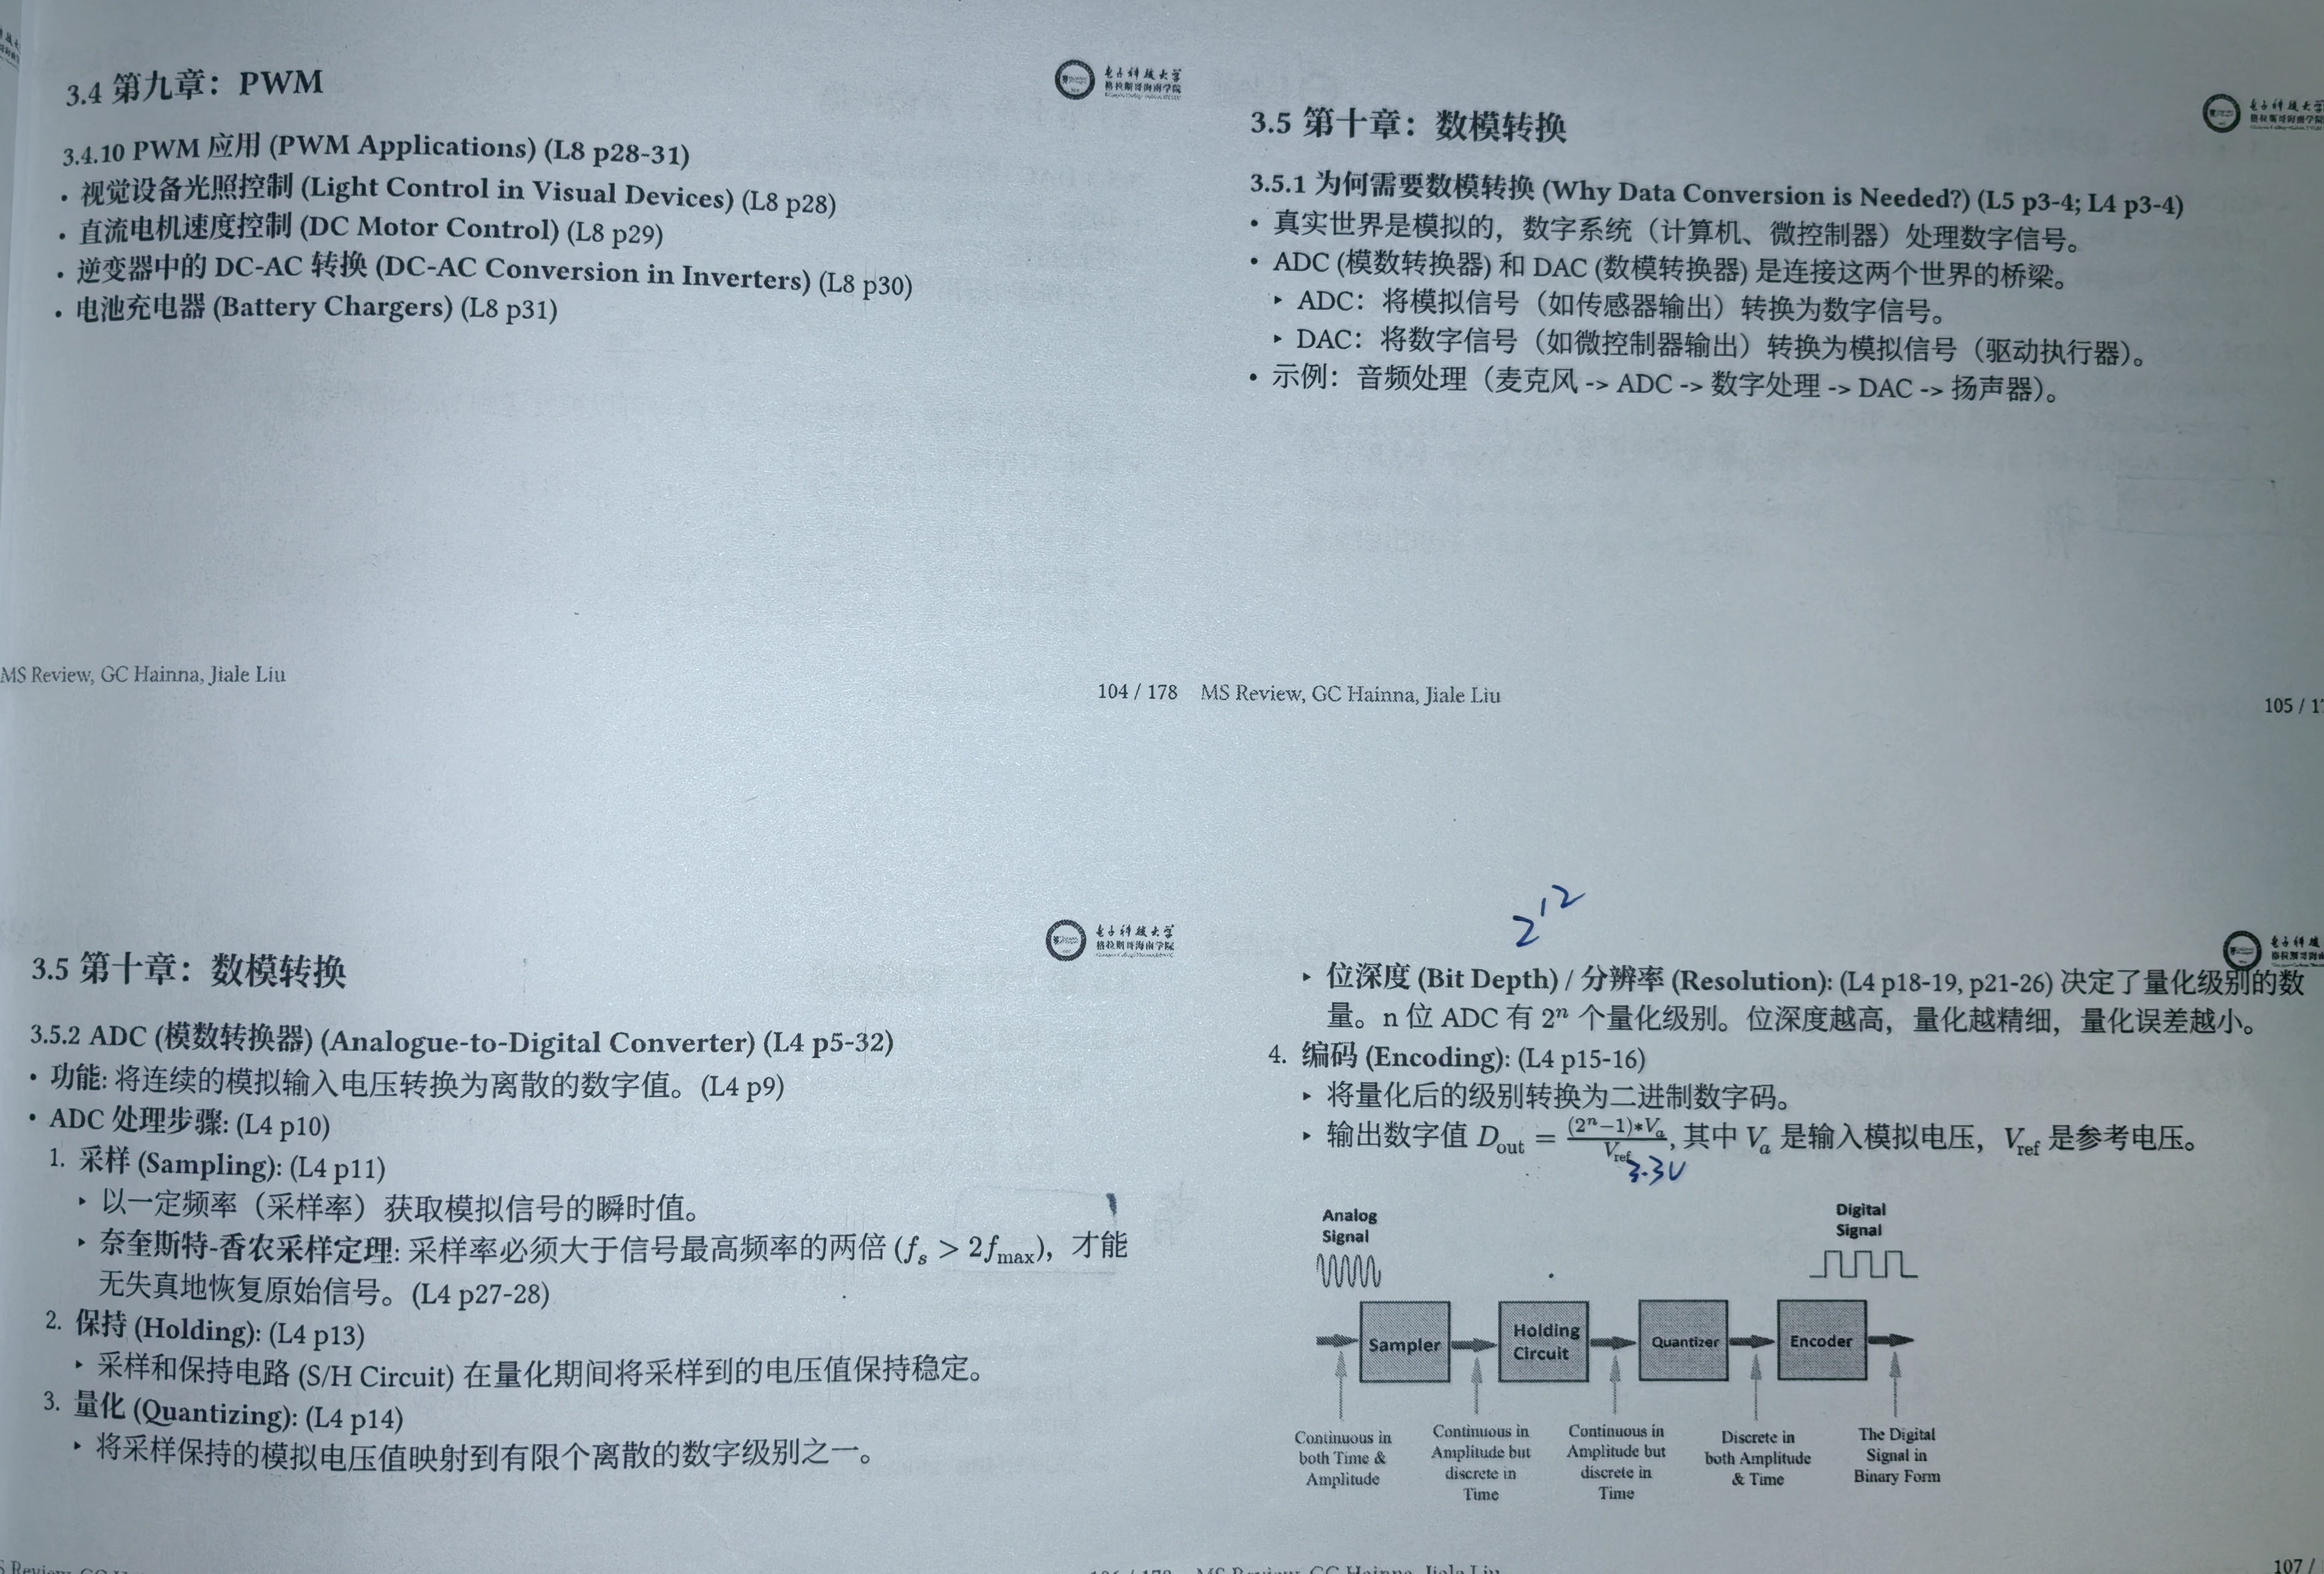 3.4 第九章：PWM
电子科技大学
格拉斯哥海南学院
3.4.10 PWM 应用 (PWM Applications) (L8 p28-31)
• 视觉设备光照控制 (Light Control in Visual Devices) (L8 p28)
• 直流电机速度控制 (DC Motor Control) (L8 p29)
• 逆变器中的 DC-AC 转换 (DC-AC Conversion in Inverters) (L8 p30)
• 电池充电器 (Battery Chargers) (L8 p31)
MS Review, GC Hainna, Jiale Liu
104 / 178
3.5 第十章：数模转换
电子科技大学
格拉斯哥海南学院
3.5.1 为何需要数模转换 (Why Data Conversion is Needed?) (L5 p3-4; L4 p3-4)
• 真实世界是模拟的，数字系统（计算机、微控制器）处理数字信号。
• ADC (模数转换器) 和 DAC (数模转换器) 是连接这两个世界的桥梁。
‣ ADC：将模拟信号（如传感器输出）转换为数字信号。
‣ DAC：将数字信号（如微控制器输出）转换为模拟信号（驱动执行器）。
• 示例：音频处理（麦克风 -> ADC -> 数字处理 -> DAC -> 扬声器）。
MS Review, GC Hainna, Jiale Liu
105 / 17
3.5 第十章：数模转换
电子科技大学
格拉斯哥海南学院
3.5.2 ADC (模数转换器) (Analogue-to-Digital Converter) (L4 p5-32)
• 功能: 将连续的模拟输入电压转换为离散的数字值。(L4 p9)
• ADC 处理步骤: (L4 p10)
1. 采样 (Sampling): (L4 p11)
‣ 以一定频率（采样率）获取模拟信号的瞬时值。
‣ 奈奎斯特-香农采样定理: 采样率必须大于信号最高频率的两倍 (fₛ > 2f_max)，才能
无失真地恢复原始信号。(L4 p27-28)
2. 保持 (Holding): (L4 p13)
‣ 采样和保持电路 (S/H Circuit) 在量化期间将采样到的电压值保持稳定。
3. 量化 (Quantizing): (L4 p14)
‣ 将采样保持的模拟电压值映射到有限个离散的数字级别之一。
106 / 178
2¹²
电子科技
格拉斯哥海南
‣ 位深度 (Bit Depth) / 分辨率 (Resolution): (L4 p18-19, p21-26) 决定了量化级别的数
量。n 位 ADC 有 2ⁿ 个量化级别。位深度越高，量化越精细，量化误差越小。
4. 编码 (Encoding): (L4 p15-16)
‣ 将量化后的级别转换为二进制数字码。
‣ 输出数字值 D_out = (2ⁿ−1)*Vₐ / V_ref, 其中 Vₐ 是输入模拟电压，V_ref 是参考电压。
3.3V
Analog
Signal
Digital
Signal
Sampler
Holding
Circuit
Quantizer
Encoder
Continuous in
both Time &
Amplitude
Continuous in
Amplitude but
discrete in
Time
Continuous in
Amplitude but
discrete in
Time
Discrete in
both Amplitude
& Time
The Digital
Signal in
Binary Form
MS Review, GC Hainna, Jiale Liu
107 /